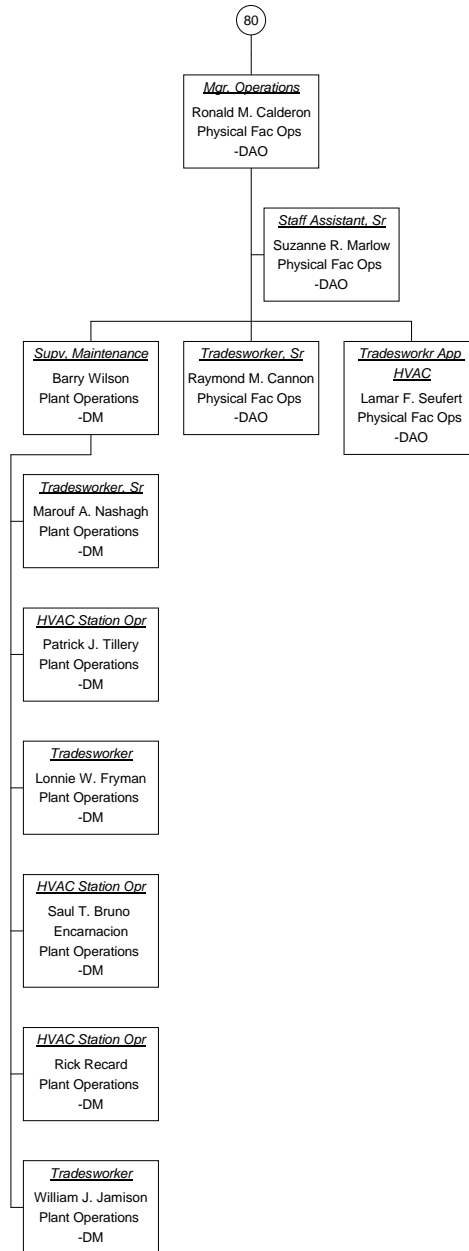 80
Mgr, Operations
Ronald M. Calderon
Physical Fac Ops
-DAO
Staff Assistant, Sr
Suzanne R. Marlow
Physical Fac Ops
-DAO
Supv, Maintenance
Barry Wilson
Plant Operations
-DM
Tradesworker, Sr
Raymond M. Cannon
Physical Fac Ops
-DAO
Tradesworkr App
HVAC
Lamar F. Seufert
Physical Fac Ops
-DAO
Tradesworker, Sr
Marouf A. Nashagh
Plant Operations
-DM
HVAC Station Opr
Patrick J. Tillery
Plant Operations
-DM
Tradesworker
Lonnie W. Fryman
Plant Operations
-DM
HVAC Station Opr
Saul T. Bruno
Encarnacion
Plant Operations
-DM
HVAC Station Opr
Rick Recard
Plant Operations
-DM
Tradesworker
William J. Jamison
Plant Operations
-DM